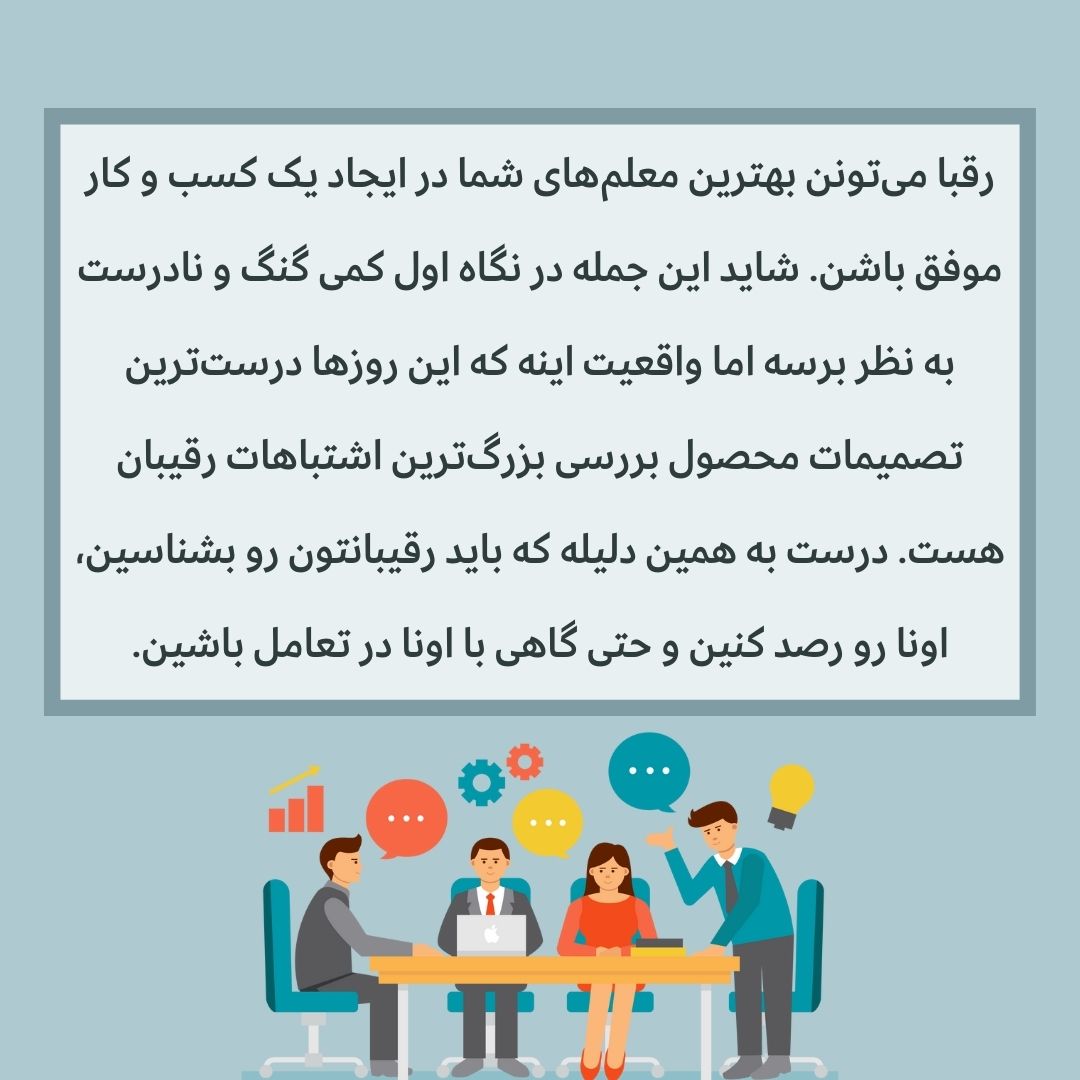 رقبا می‌تونن بهترین معلم‌های شما در ایجاد یک کسب و کار
موفق باشن. شاید این جمله در نگاه اول کمی گنگ و نادرست
به نظر برسه اما واقعیت اینه که این روزها درست‌ترین
تصمیمات محصول بررسی بزرگ‌ترین اشتباهات رقیبان
هست. درست به همین دلیله که باید رقیبانتون رو بشناسین،
اونا رو رصد کنین و حتی گاهی با اونا در تعامل باشین.